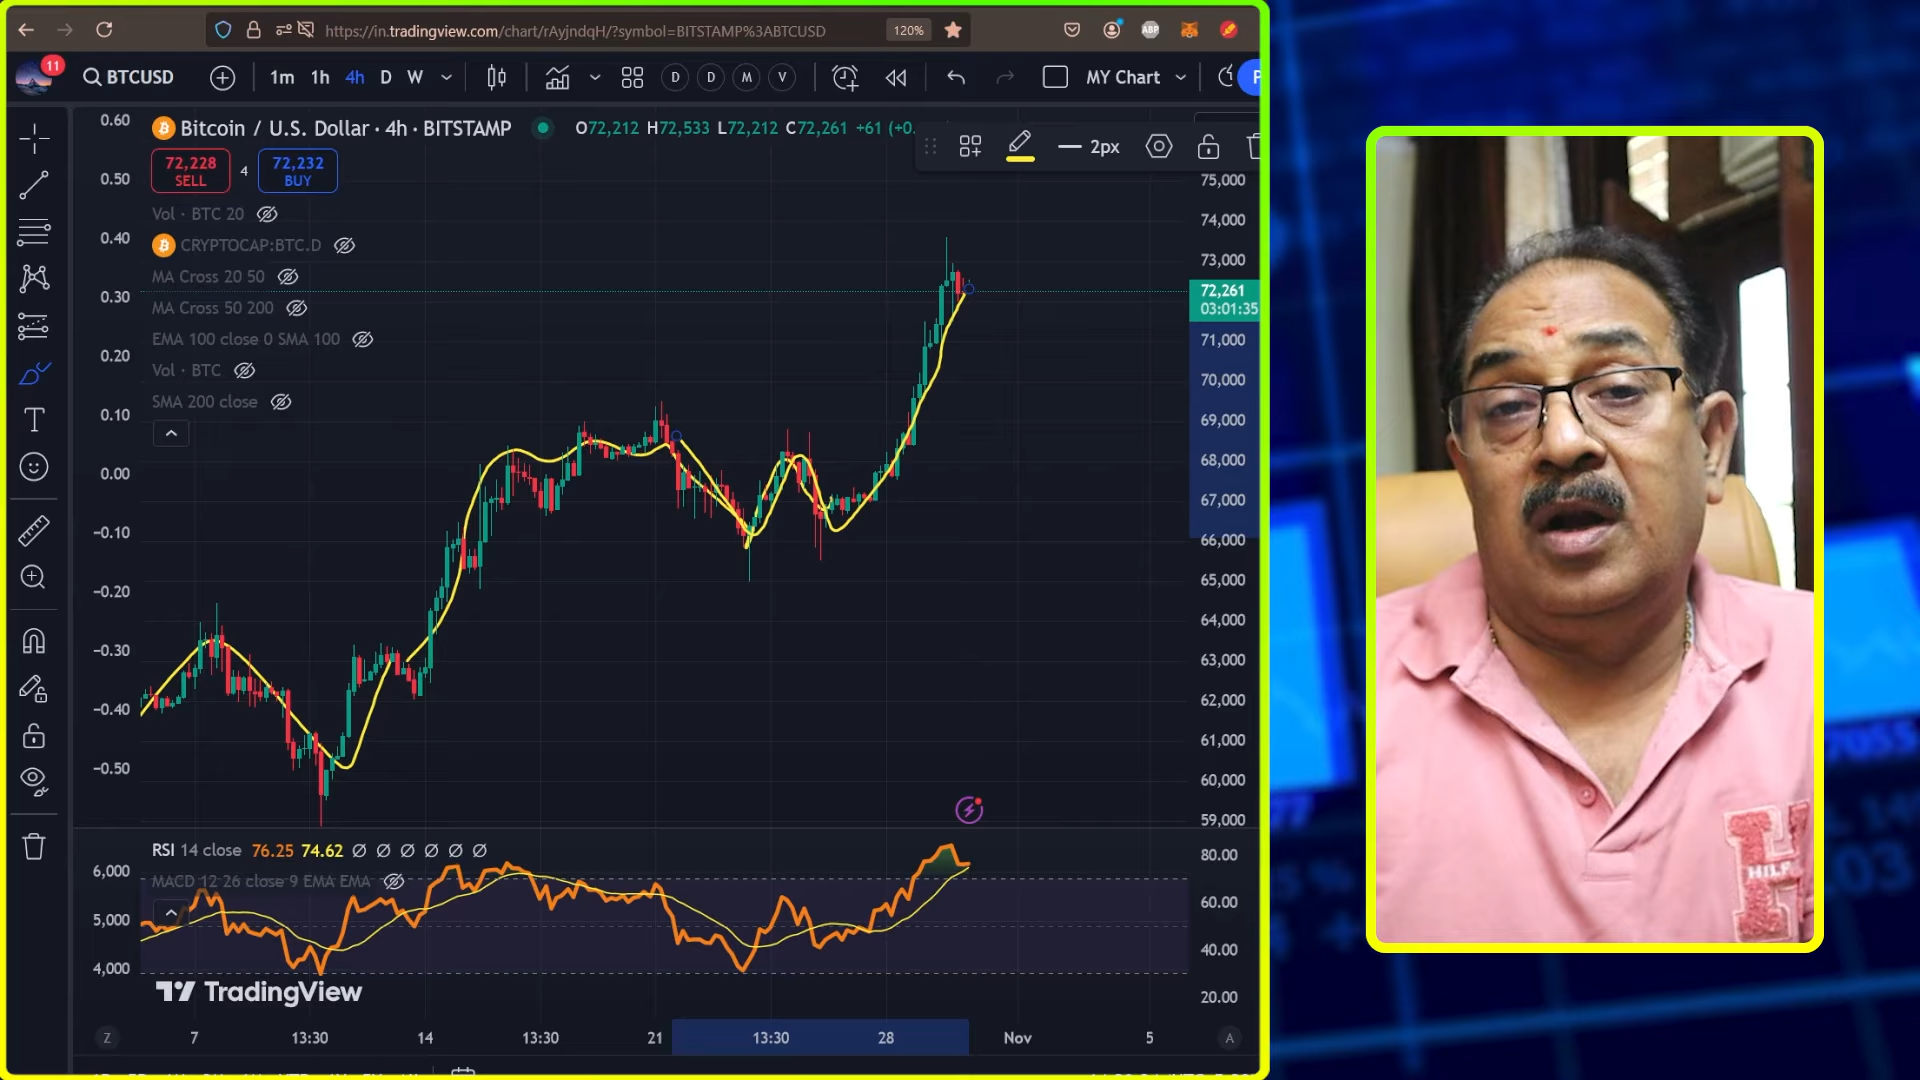 https://in.tradingview.com/chart/rAyjndqH/?symbol=BITSTAMP%3ABTCUSD
120%
ABP
11
BTCUSD
1m 1h 4h D W
D D M V
MY Chart
P
Bitcoin / U.S. Dollar · 4h · BITSTAMP
O72,212 H72,533 L72,212 C72,261 +61 (+0.
2px
72,228
SELL
4
72,232
BUY
Vol · BTC 20
CRYPTOCAP:BTC.D
MA Cross 20 50
MA Cross 50 200
EMA 100 close 0 SMA 100
Vol · BTC
SMA 200 close
0.60
0.50
0.40
0.30
0.20
0.10
0.00
−0.10
−0.20
−0.30
−0.40
−0.50
75,000
74,000
73,000
72,261
03:01:35
71,000
70,000
69,000
68,000
67,000
66,000
65,000
64,000
63,000
62,000
61,000
60,000
59,000
RSI 14 close 76.25 74.62
MACD 12 26 close 9 EMA EMA
6,000
5,000
4,000
80.00
60.00
40.00
20.00
TradingView
Z 7 13:30 14 13:30 21 13:30 28 Nov 5 A
H
HILF
7055